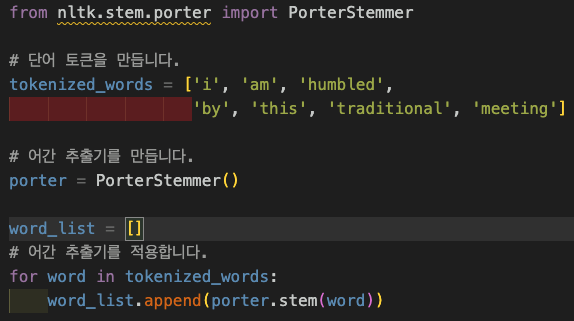 from nltk.stem.porter import PorterStemmer
# 단어 토큰을 만듭니다.
tokenized_words = ['i', 'am', 'humbled',
'by', 'this', 'traditional', 'meeting']
# 어간 추출기를 만듭니다.
porter = PorterStemmer()
word_list = []
# 어간 추출기를 적용합니다.
for word in tokenized_words:
word_list.append(porter.stem(word))